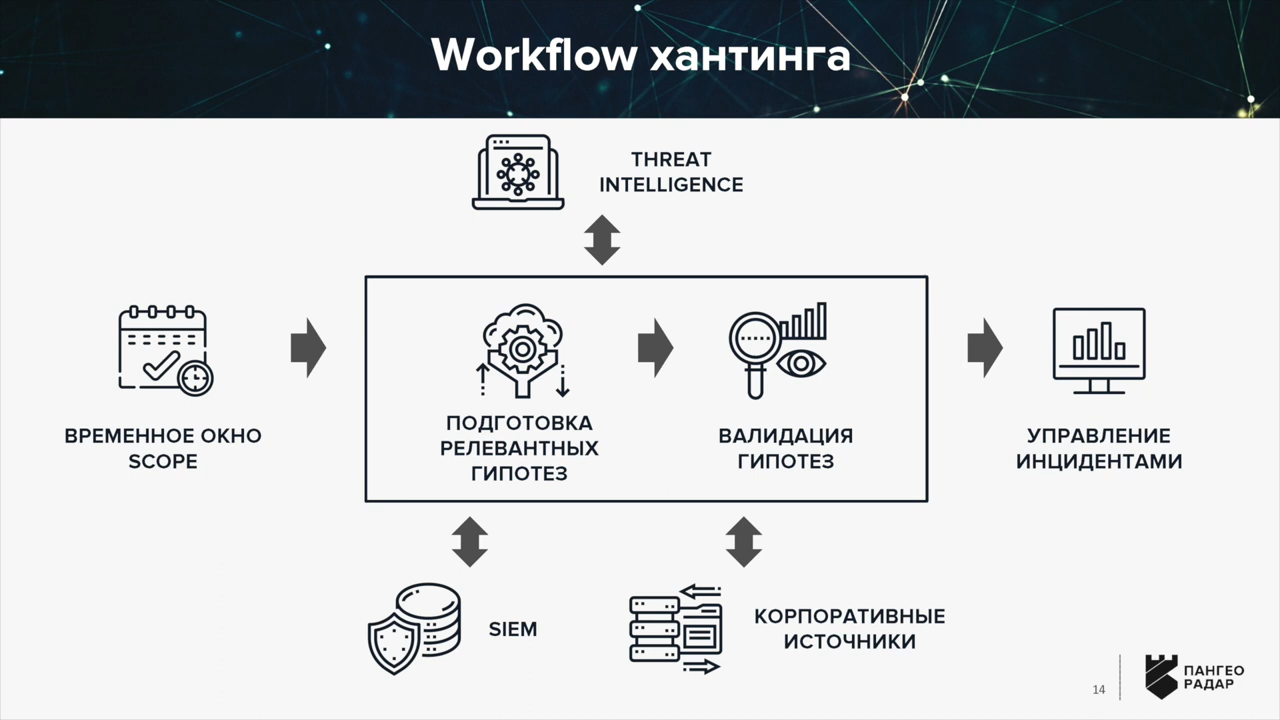 Workflow хантинга
THREAT
INTELLIGENCE
ВРЕМЕННОЕ ОКНО
SCOPE
ПОДГОТОВКА
РЕЛЕВАНТНЫХ
ГИПОТЕЗ
ВАЛИДАЦИЯ
ГИПОТЕЗ
УПРАВЛЕНИЕ
ИНЦИДЕНТАМИ
SIEM
КОРПОРАТИВНЫЕ
ИСТОЧНИКИ
14
ПАНГЕО
РАДАР